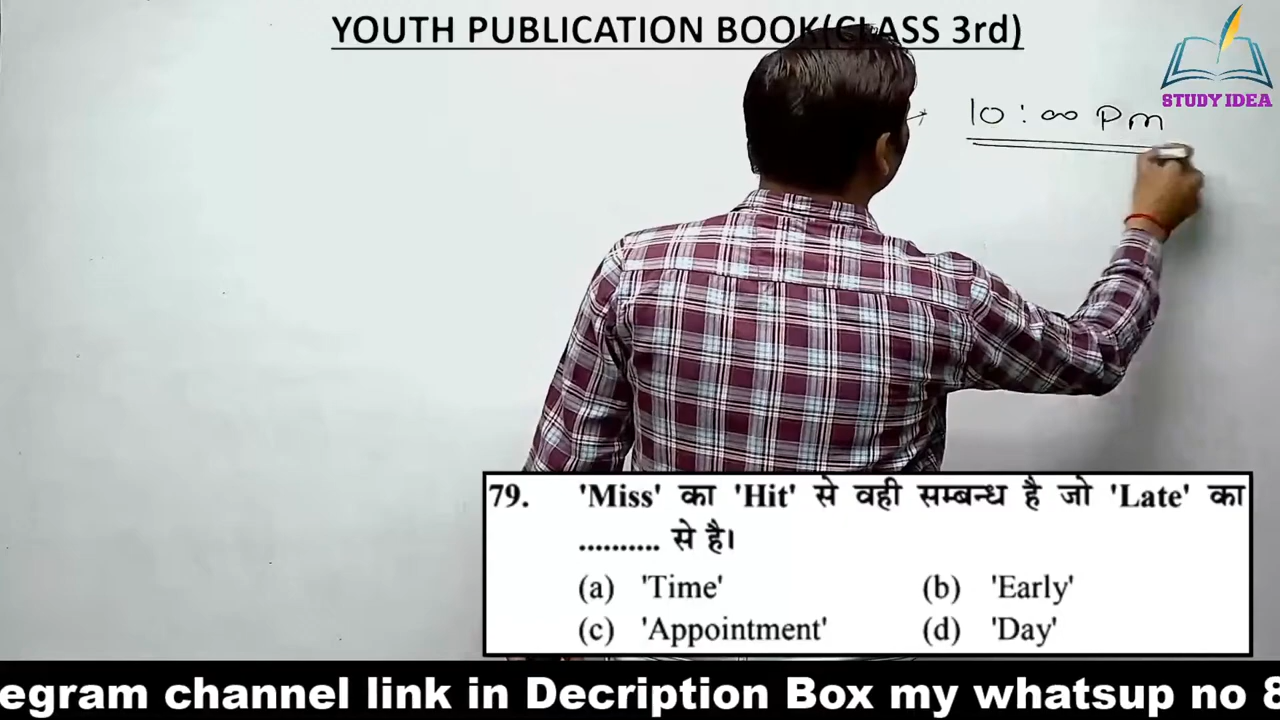 YOUTH PUBLICATION BOOK(CLASS 3rd)
STUDY IDEA
10:00 Pm
79. 'Miss' का 'Hit' से वही सम्बन्ध है जो 'Late' का
.......... से है।
(a) 'Time' (b) 'Early'
(c) 'Appointment' (d) 'Day'
egram channel link in Decription Box my whatsup no 8